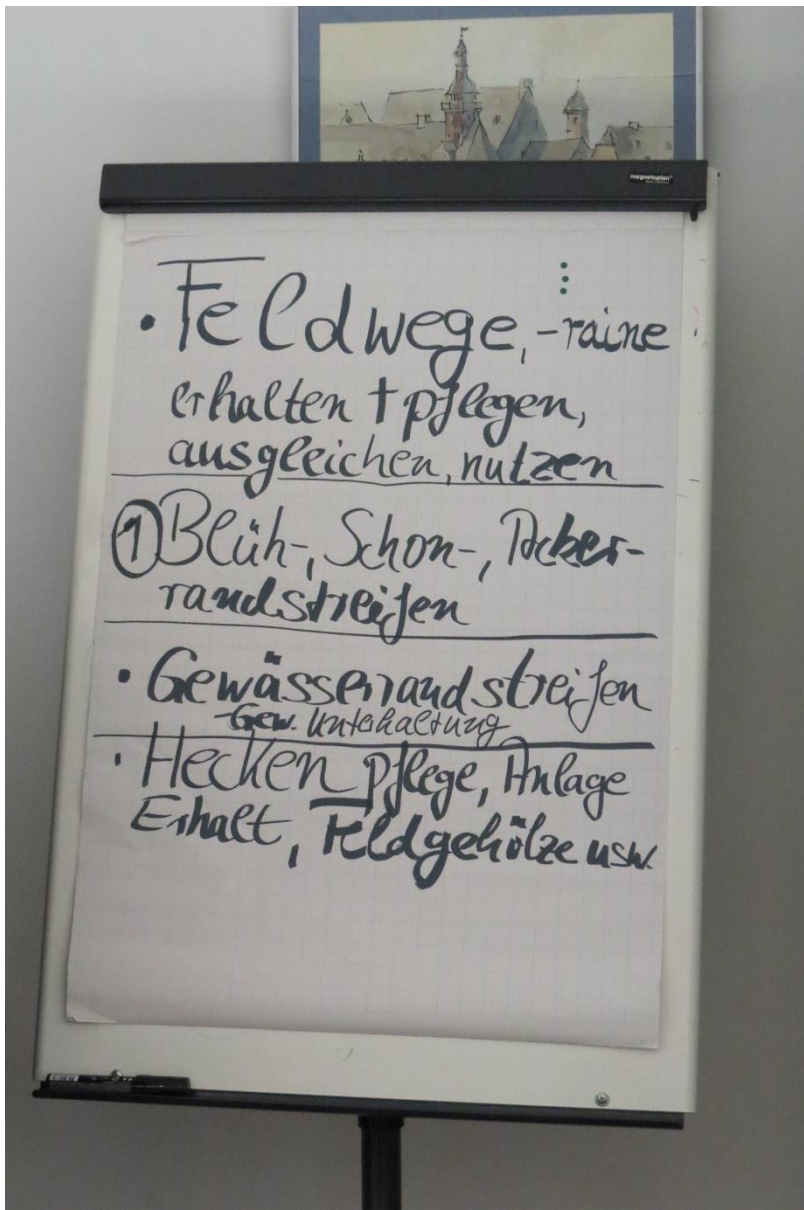 magnetoplan
• Feldwege, -raine
erhalten + pflegen,
ausgleichen, nutzen
① Blüh-, Schon-, Acker-
randstreifen
• Gewässerrandstreifen
-Gew. Unterhaltung
• Hecken pflege, Anlage
Erhalt, Feldgehölze usw.